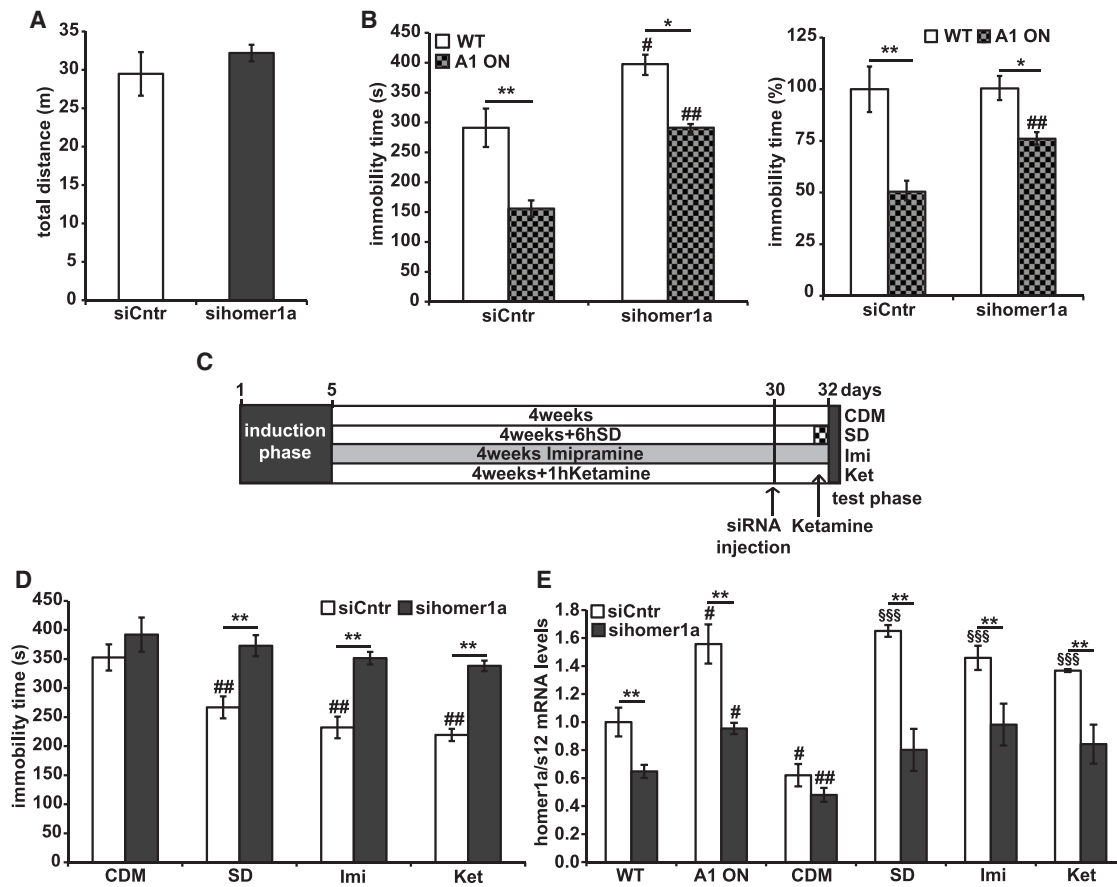 A
total distance (m)
35
30
25
20
15
10
5
0
siCntr
sihomer1a
B
immobility time (s)
450
400
350
300
250
200
150
100
50
0
WT
A1 ON
**
#
*
##
siCntr
sihomer1a
immobility time (%)
125
100
75
50
25
0
WT
A1 ON
**
*
##
siCntr
sihomer1a
C
1
5
30
32 days
induction
phase
4weeks
CDM
4weeks+6hSD
SD
4weeks Imipramine
Imi
4weeks+1hKetamine
Ket
test phase
siRNA
injection
Ketamine
D
immobility time (s)
450
400
350
300
250
200
150
100
50
0
siCntr
sihomer1a
##
**
##
**
##
**
CDM
SD
Imi
Ket
E
homer1a/s12 mRNA levels
1.8
1.6
1.4
1.2
1.0
0.8
0.6
0.4
0.2
0.0
siCntr
sihomer1a
**
#
**
#
#
##
§§§
**
§§§
**
§§§
**
WT
A1 ON
CDM
SD
Imi
Ket